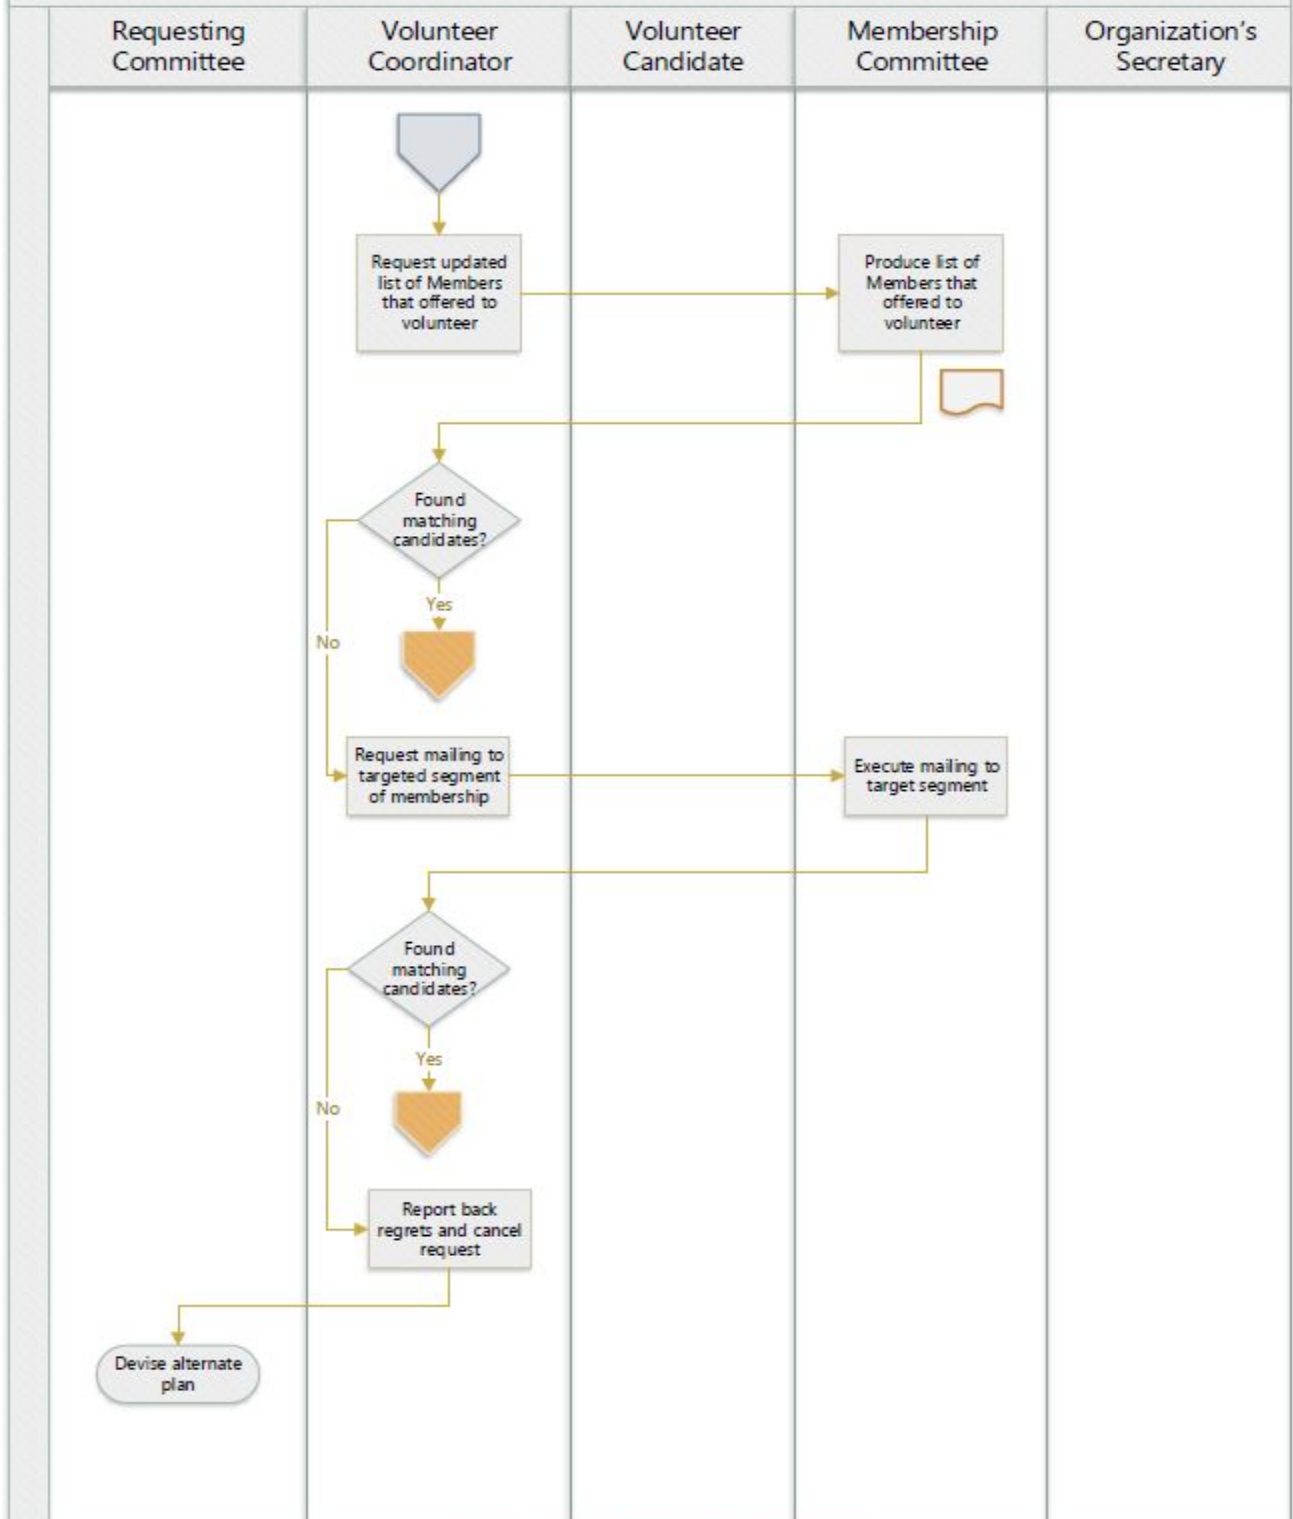 Requesting
Committee
Volunteer
Coordinator
Volunteer
Candidate
Membership
Committee
Organization's
Secretary
Request updated
list of Members
that offered to
volunteer
Produce list of
Members that
offered to
volunteer
Found
matching
candidates?
Yes
No
Request mailing to
targeted segment
of membership
Execute mailing to
target segment
Found
matching
candidates?
Yes
No
Report back
regrets and cancel
request
Devise alternate
plan